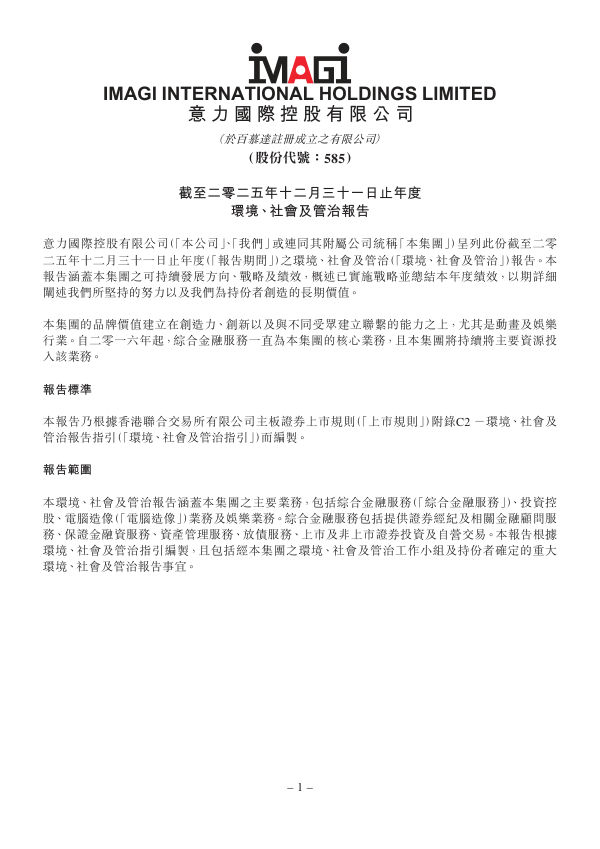 iMAGi
IMAGI INTERNATIONAL HOLDINGS LIMITED
意力國際控股有限公司
（於百慕達註冊成立之有限公司）
（股份代號：585）
截至二零二五年十二月三十一日止年度
環境、社會及管治報告
意力國際控股有限公司（「本公司」、「我們」或連同其附屬公司統稱「本集團」）呈列此份截至二零
二五年十二月三十一日止年度（「報告期間」）之環境、社會及管治（「環境、社會及管治」）報告。本
報告涵蓋本集團之可持續發展方向、戰略及績效，概述已實施戰略並總結本年度績效，以期詳細
闡述我們所堅持的努力以及我們為持份者創造的長期價值。
本集團的品牌價值建立在創造力、創新以及與不同受眾建立聯繫的能力之上，尤其是動畫及娛樂
行業。自二零一六年起，綜合金融服務一直為本集團的核心業務，且本集團將持續將主要資源投
入該業務。
報告標準
本報告乃根據香港聯合交易所有限公司主板證券上市規則（「上市規則」）附錄C2 －環境、社會及
管治報告指引（「環境、社會及管治指引」）而編製。
報告範圍
本環境、社會及管治報告涵蓋本集團之主要業務，包括綜合金融服務（「綜合金融服務」）、投資控
股、電腦造像（「電腦造像」）業務及娛樂業務。綜合金融服務包括提供證券經紀及相關金融顧問服
務、保證金融資服務、資產管理服務、放債服務、上市及非上市證券投資及自營交易。本報告根據
環境、社會及管治指引編製，且包括經本集團之環境、社會及管治工作小組及持份者確定的重大
環境、社會及管治報告事宜。
– 1 –